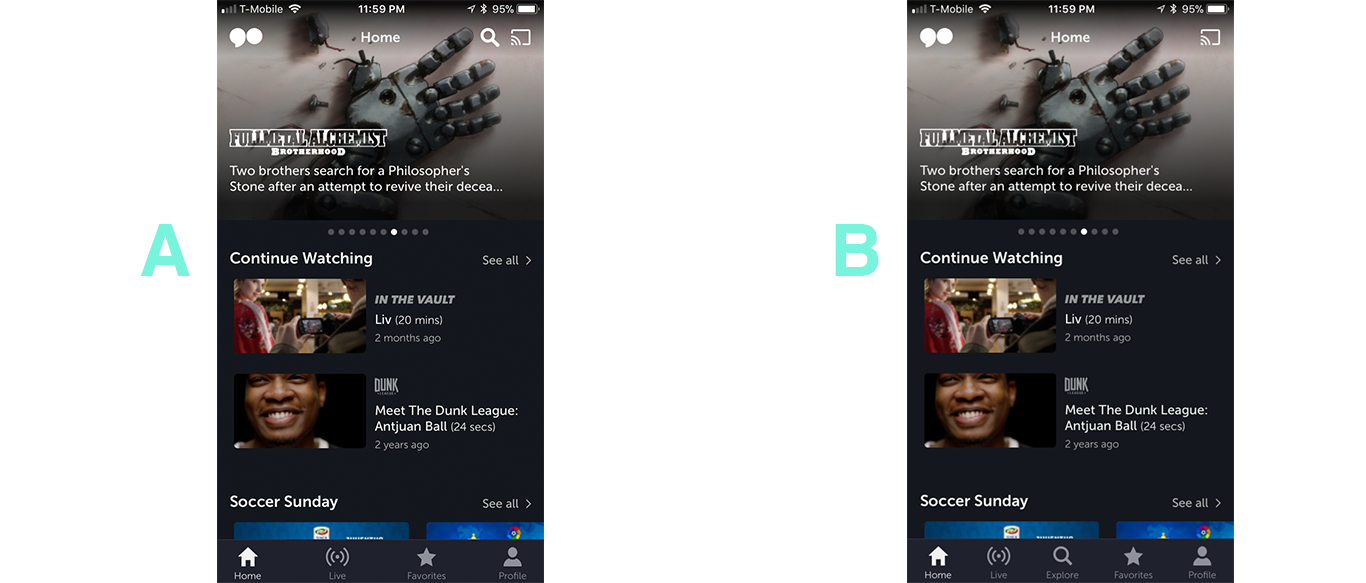 T-Mobile 11:59 PM 95%
Home
FULLMETAL ALCHEMIST
BROTHERHOOD
Two brothers search for a Philosopher's
Stone after an attempt to revive their decea...
A
Continue Watching See all
IN THE VAULT
Liv (20 mins)
2 months ago
DUNK
LEAGUE
Meet The Dunk League:
Antjuan Ball (24 secs)
2 years ago
Soccer Sunday See all
JUVENTUS
Home Live Favorites Profile
T-Mobile 11:59 PM 95%
Home
FULLMETAL ALCHEMIST
BROTHERHOOD
Two brothers search for a Philosopher's
Stone after an attempt to revive their decea...
B
Continue Watching See all
IN THE VAULT
Liv (20 mins)
2 months ago
DUNK
LEAGUE
Meet The Dunk League:
Antjuan Ball (24 secs)
2 years ago
Soccer Sunday See all
JUVENTUS
Home Live Explore Favorites Profile